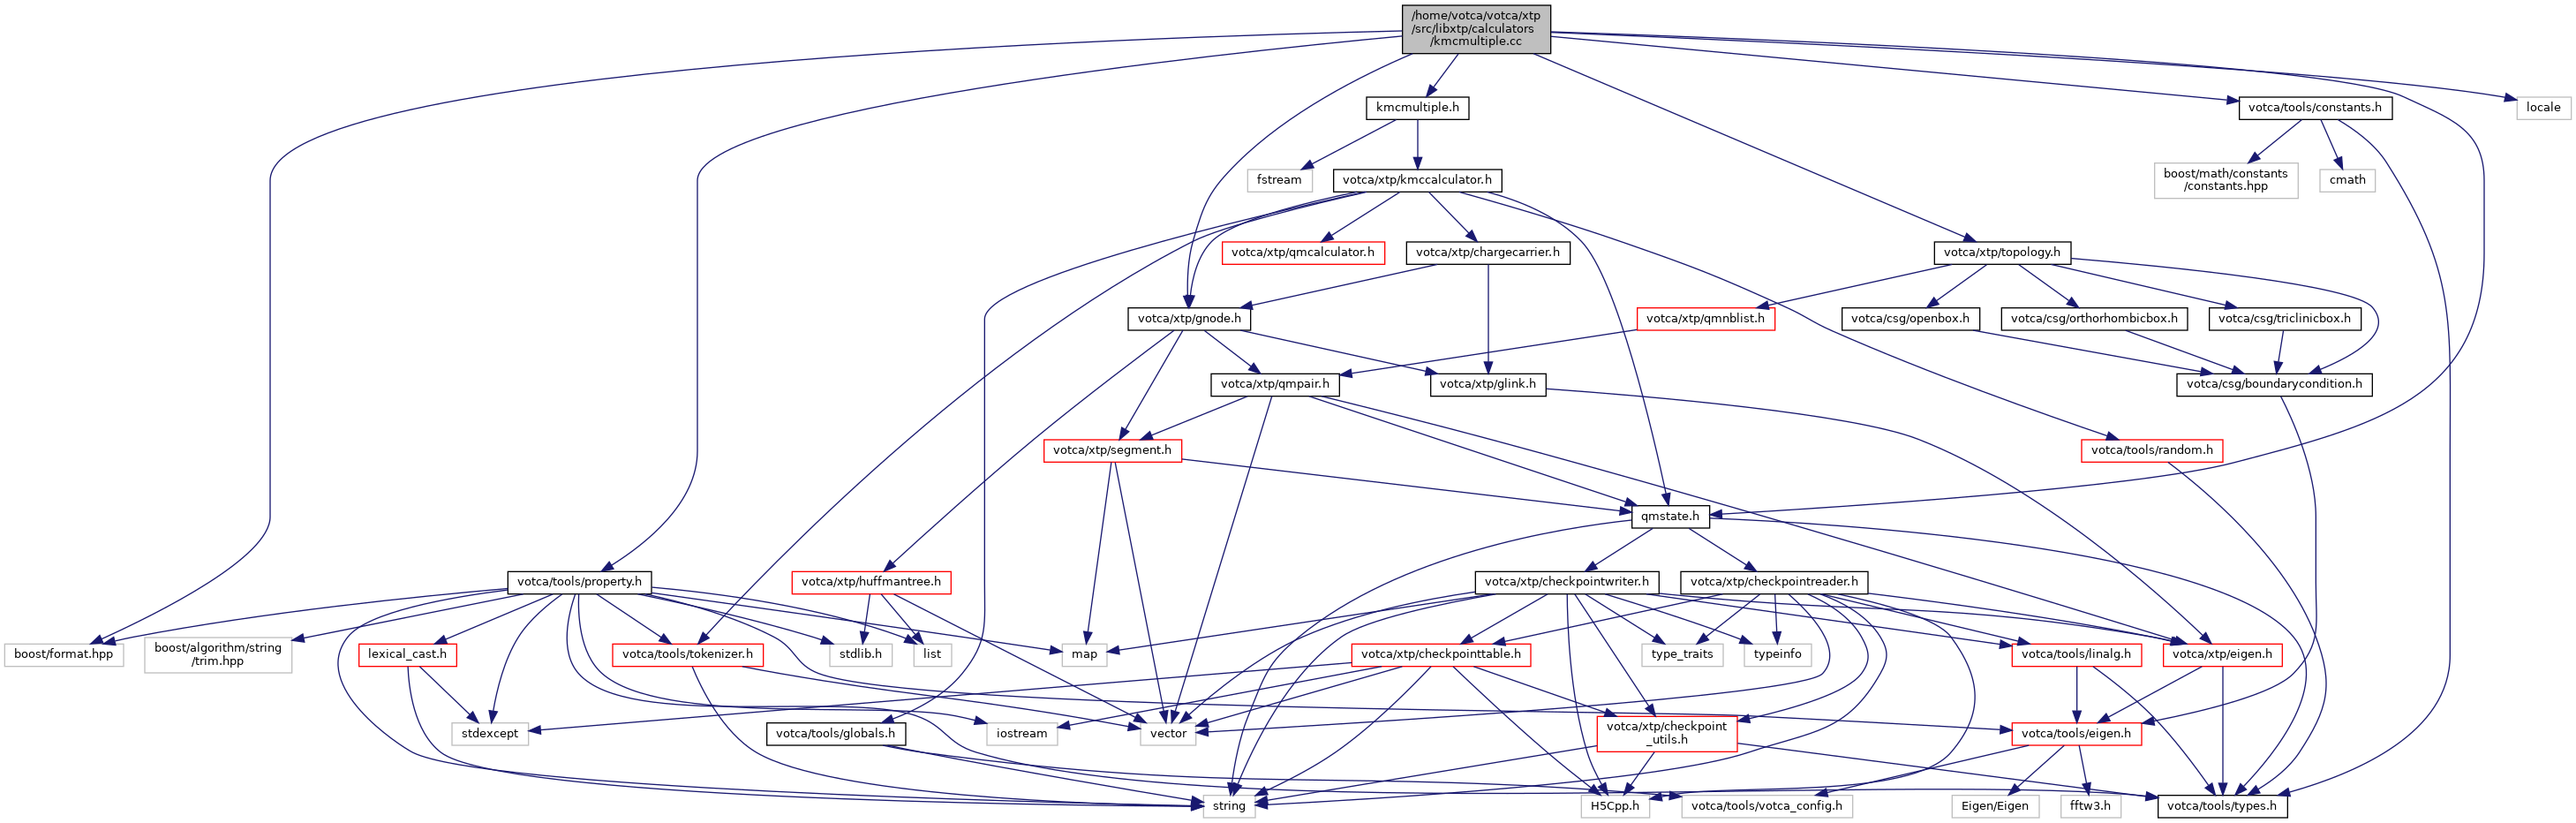 /home/votca/votca/xtp
/src/libxtp/calculators
/kmcmultiple.cc
kmcmultiple.h
votca/tools/constants.h
locale
fstream
votca/xtp/kmccalculator.h
boost/math/constants
/constants.hpp
cmath
votca/xtp/qmcalculator.h
votca/xtp/chargecarrier.h
votca/xtp/topology.h
votca/xtp/gnode.h
votca/xtp/qmnblist.h
votca/csg/openbox.h
votca/csg/orthorhombicbox.h
votca/csg/triclinicbox.h
votca/xtp/qmpair.h
votca/xtp/glink.h
votca/csg/boundarycondition.h
votca/xtp/segment.h
votca/tools/random.h
qmstate.h
votca/tools/property.h
votca/xtp/huffmantree.h
votca/xtp/checkpointwriter.h
votca/xtp/checkpointreader.h
boost/format.hpp
boost/algorithm/string
/trim.hpp
lexical_cast.h
votca/tools/tokenizer.h
stdlib.h
list
map
votca/xtp/checkpointtable.h
type_traits
typeinfo
votca/tools/linalg.h
votca/xtp/eigen.h
stdexcept
votca/tools/globals.h
iostream
vector
votca/xtp/checkpoint
_utils.h
votca/tools/eigen.h
string
H5Cpp.h
votca/tools/votca_config.h
Eigen/Eigen
fftw3.h
votca/tools/types.h